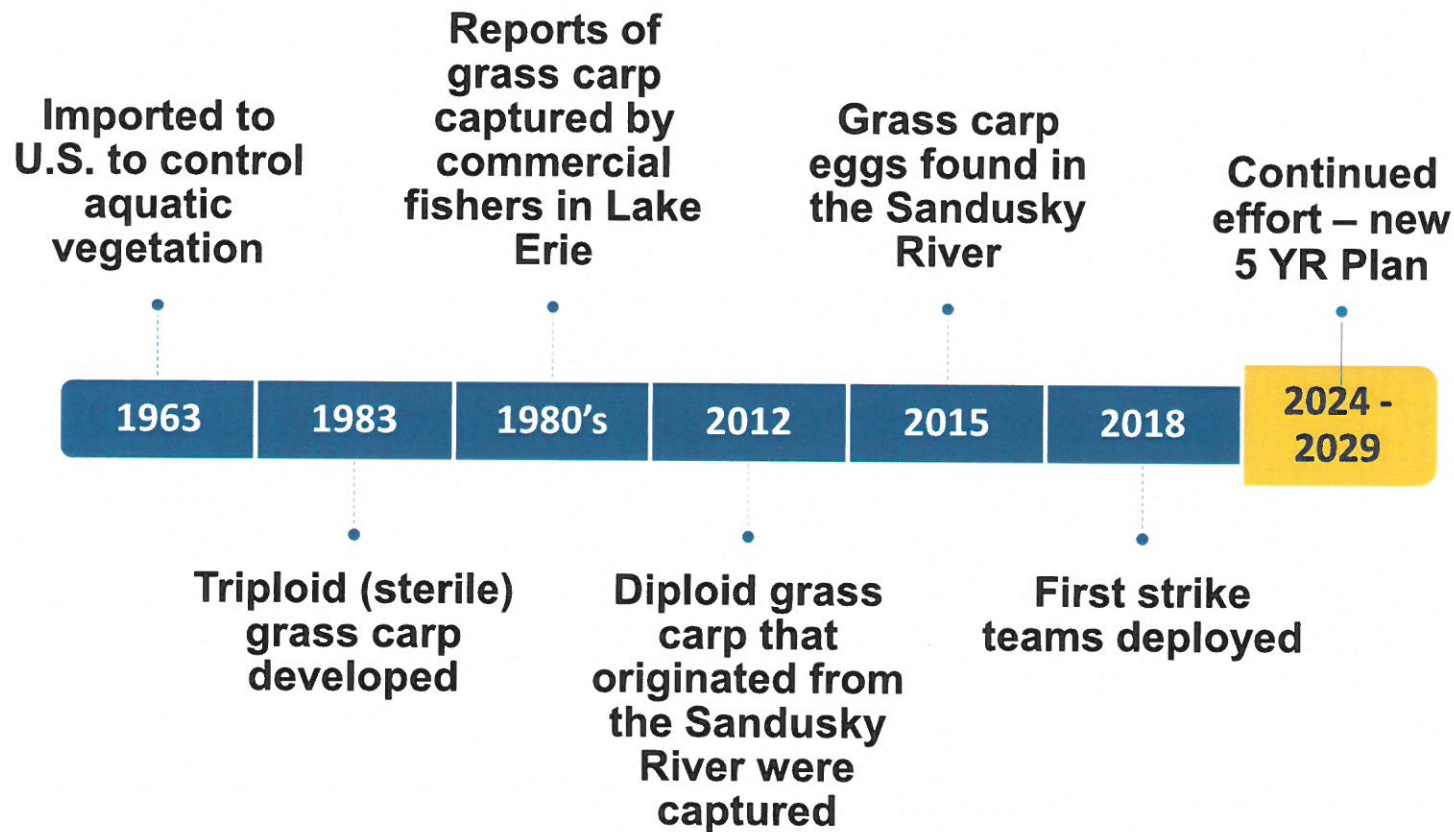 Imported to
U.S. to control
aquatic
vegetation
Reports of
grass carp
captured by
commercial
fishers in Lake
Erie
Grass carp
eggs found in
the Sandusky
River
Continued
effort – new
5 YR Plan
1963
1983
1980's
2012
2015
2018
2024 -
2029
Triploid (sterile)
grass carp
developed
Diploid grass
carp that
originated from
the Sandusky
River were
captured
First strike
teams deployed